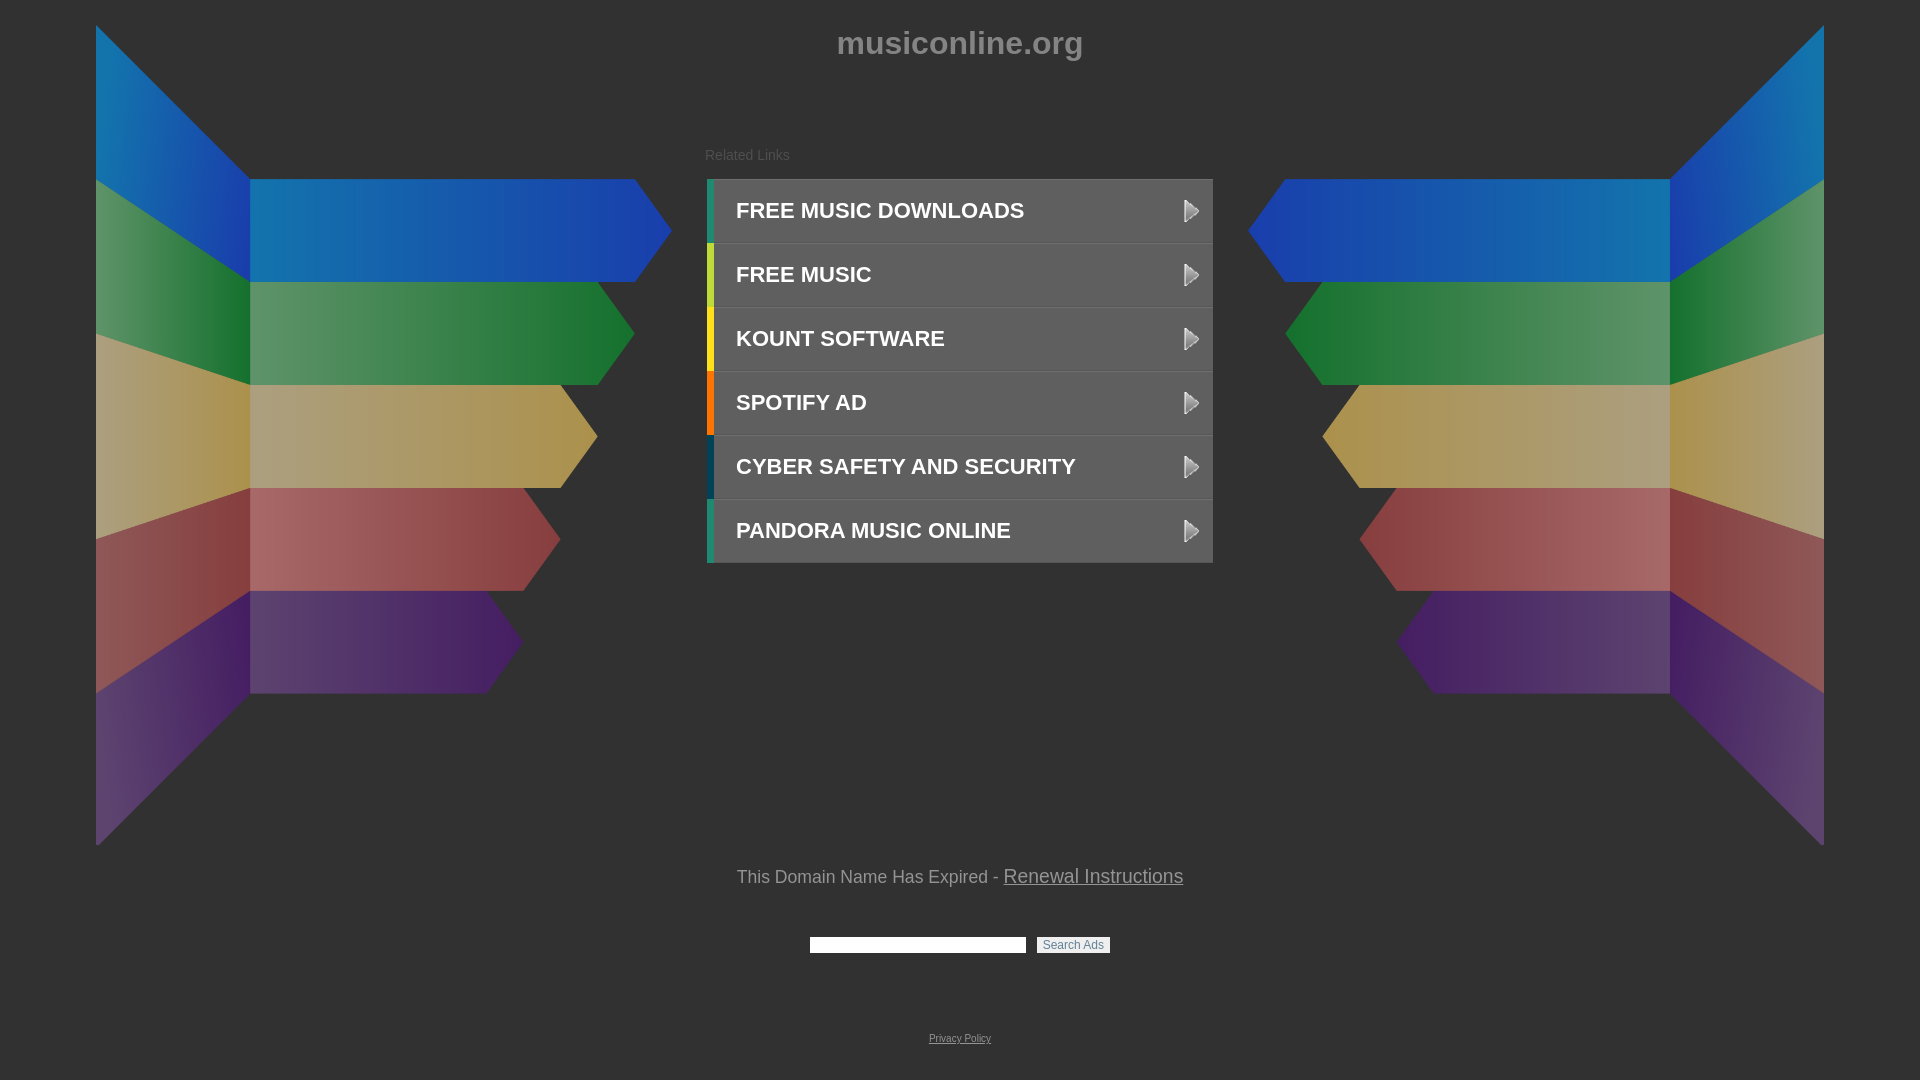 musiconline.org
Related Links
FREE MUSIC DOWNLOADS
FREE MUSIC
KOUNT SOFTWARE
SPOTIFY AD
CYBER SAFETY AND SECURITY
PANDORA MUSIC ONLINE
This Domain Name Has Expired - Renewal Instructions
Search Ads
Privacy Policy